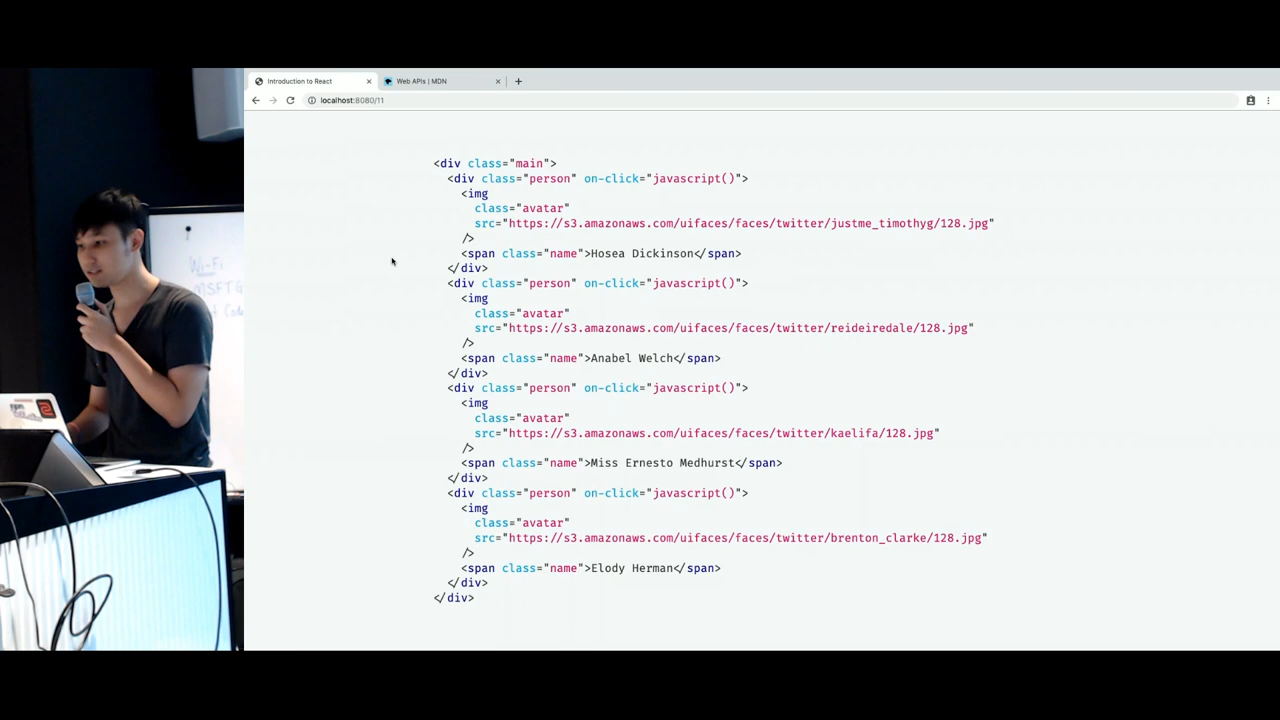 Introduction to React
Web APIs | MDN
localhost:8080/11
<div class="main">
<div class="person" on-click="javascript()">
<img
class="avatar"
src="https://s3.amazonaws.com/uifaces/faces/twitter/justme_timothyg/128.jpg"
/>
<span class="name">Hosea Dickinson</span>
</div>
<div class="person" on-click="javascript()">
<img
class="avatar"
src="https://s3.amazonaws.com/uifaces/faces/twitter/reideiredale/128.jpg"
/>
<span class="name">Anabel Welch</span>
</div>
<div class="person" on-click="javascript()">
<img
class="avatar"
src="https://s3.amazonaws.com/uifaces/faces/twitter/kaelifa/128.jpg"
/>
<span class="name">Miss Ernesto Medhurst</span>
</div>
<div class="person" on-click="javascript()">
<img
class="avatar"
src="https://s3.amazonaws.com/uifaces/faces/twitter/brenton_clarke/128.jpg"
/>
<span class="name">Elody Herman</span>
</div>
</div>
Wi-Fi
MSFTG